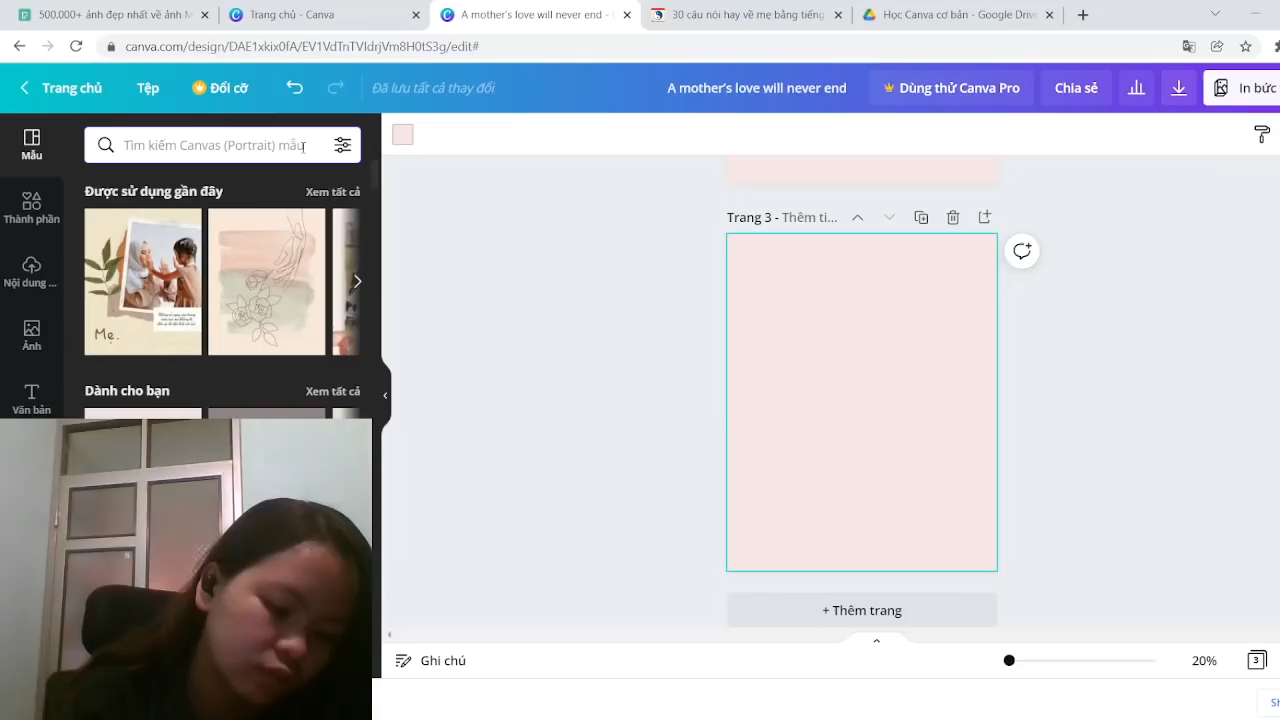 500.000+ ảnh đẹp nhất về ảnh M
Trang chủ - Canva
A mother's love will never end -
30 câu nói hay về mẹ bằng tiếng
Học Canva cơ bản - Google Driv
canva.com/design/DAE1xkix0fA/EV1VdTnTVIdrjVm8H0tS3g/edit#
Trang chủ
Tệp
Đổi cỡ
Đã lưu tất cả thay đổi
A mother's love will never end
Dùng thử Canva Pro
Chia sẻ
In bức
Mẫu
Tìm kiếm Canvas (Portrait) mẫu
Thành phần
Được sử dụng gần đây
Xem tất cả
Trang 3 - Thêm ti...
Nội dung ...
Mẹ.
Ảnh
Dành cho bạn
Xem tất cả
Văn bản
+ Thêm trang
Ghi chú
20%
3